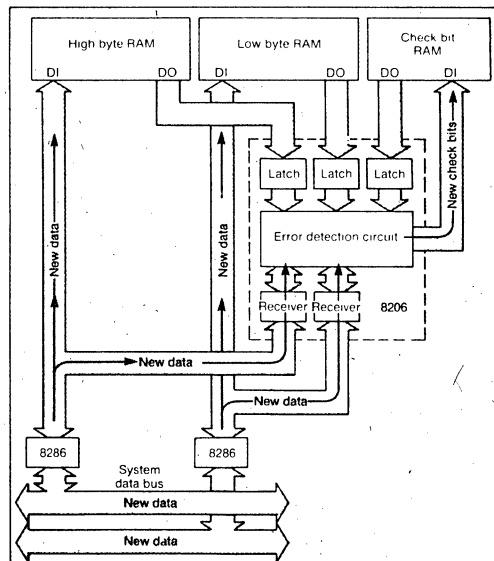 High byte RAM
DI
DO
Low byte RAM
DI
DO
Check bit
RAM
DO
DI
Latch
Latch
Latch
New check bits
Error detection circuit
New data
New data
Receiver
Receiver
8206
New data
New data
8286
8286
System
data bus
New data
New data